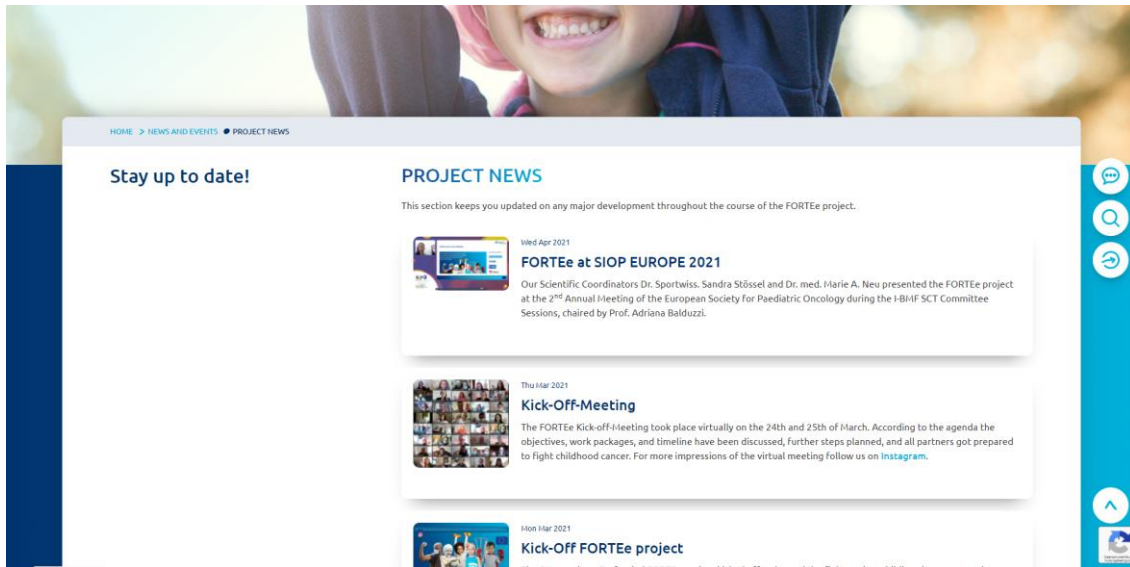 HOME > NEWS AND EVENTS PROJECT NEWS
Stay up to date!
PROJECT NEWS
This section keeps you updated on any major development throughout the course of the FORTEe project.
Wed Apr 2021
FORTEe at SIOP EUROPE 2021
Our Scientific Coordinators Dr. Sportwiss. Sandra Stössel and Dr. med. Marie A. Neu presented the FORTEe project
at the 2nd Annual Meeting of the European Society for Paediatric Oncology during the I-BMF SCT Committee
Sessions, chaired by Prof. Adriana Balduzzi.
Thu Mar 2021
Kick-Off-Meeting
The FORTEe Kick-off-Meeting took place virtually on the 24th and 25th of March. According to the agenda the
objectives, work packages, and timeline have been discussed, further steps planned, and all partners got prepared
to fight childhood cancer. For more impressions of the virtual meeting follow us on Instagram.
Mon Mar 2021
Kick-Off FORTEe project